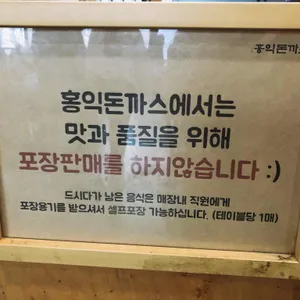 홍익돈까스
홍익돈까스에서는
맛과 품질을 위해
포장판매를 하지않습니다 :)
드시다가 남은 음식은 매장내 직원에게
포장용기를 받으셔서 셀프포장 가능하십니다. (테이블당 1매)